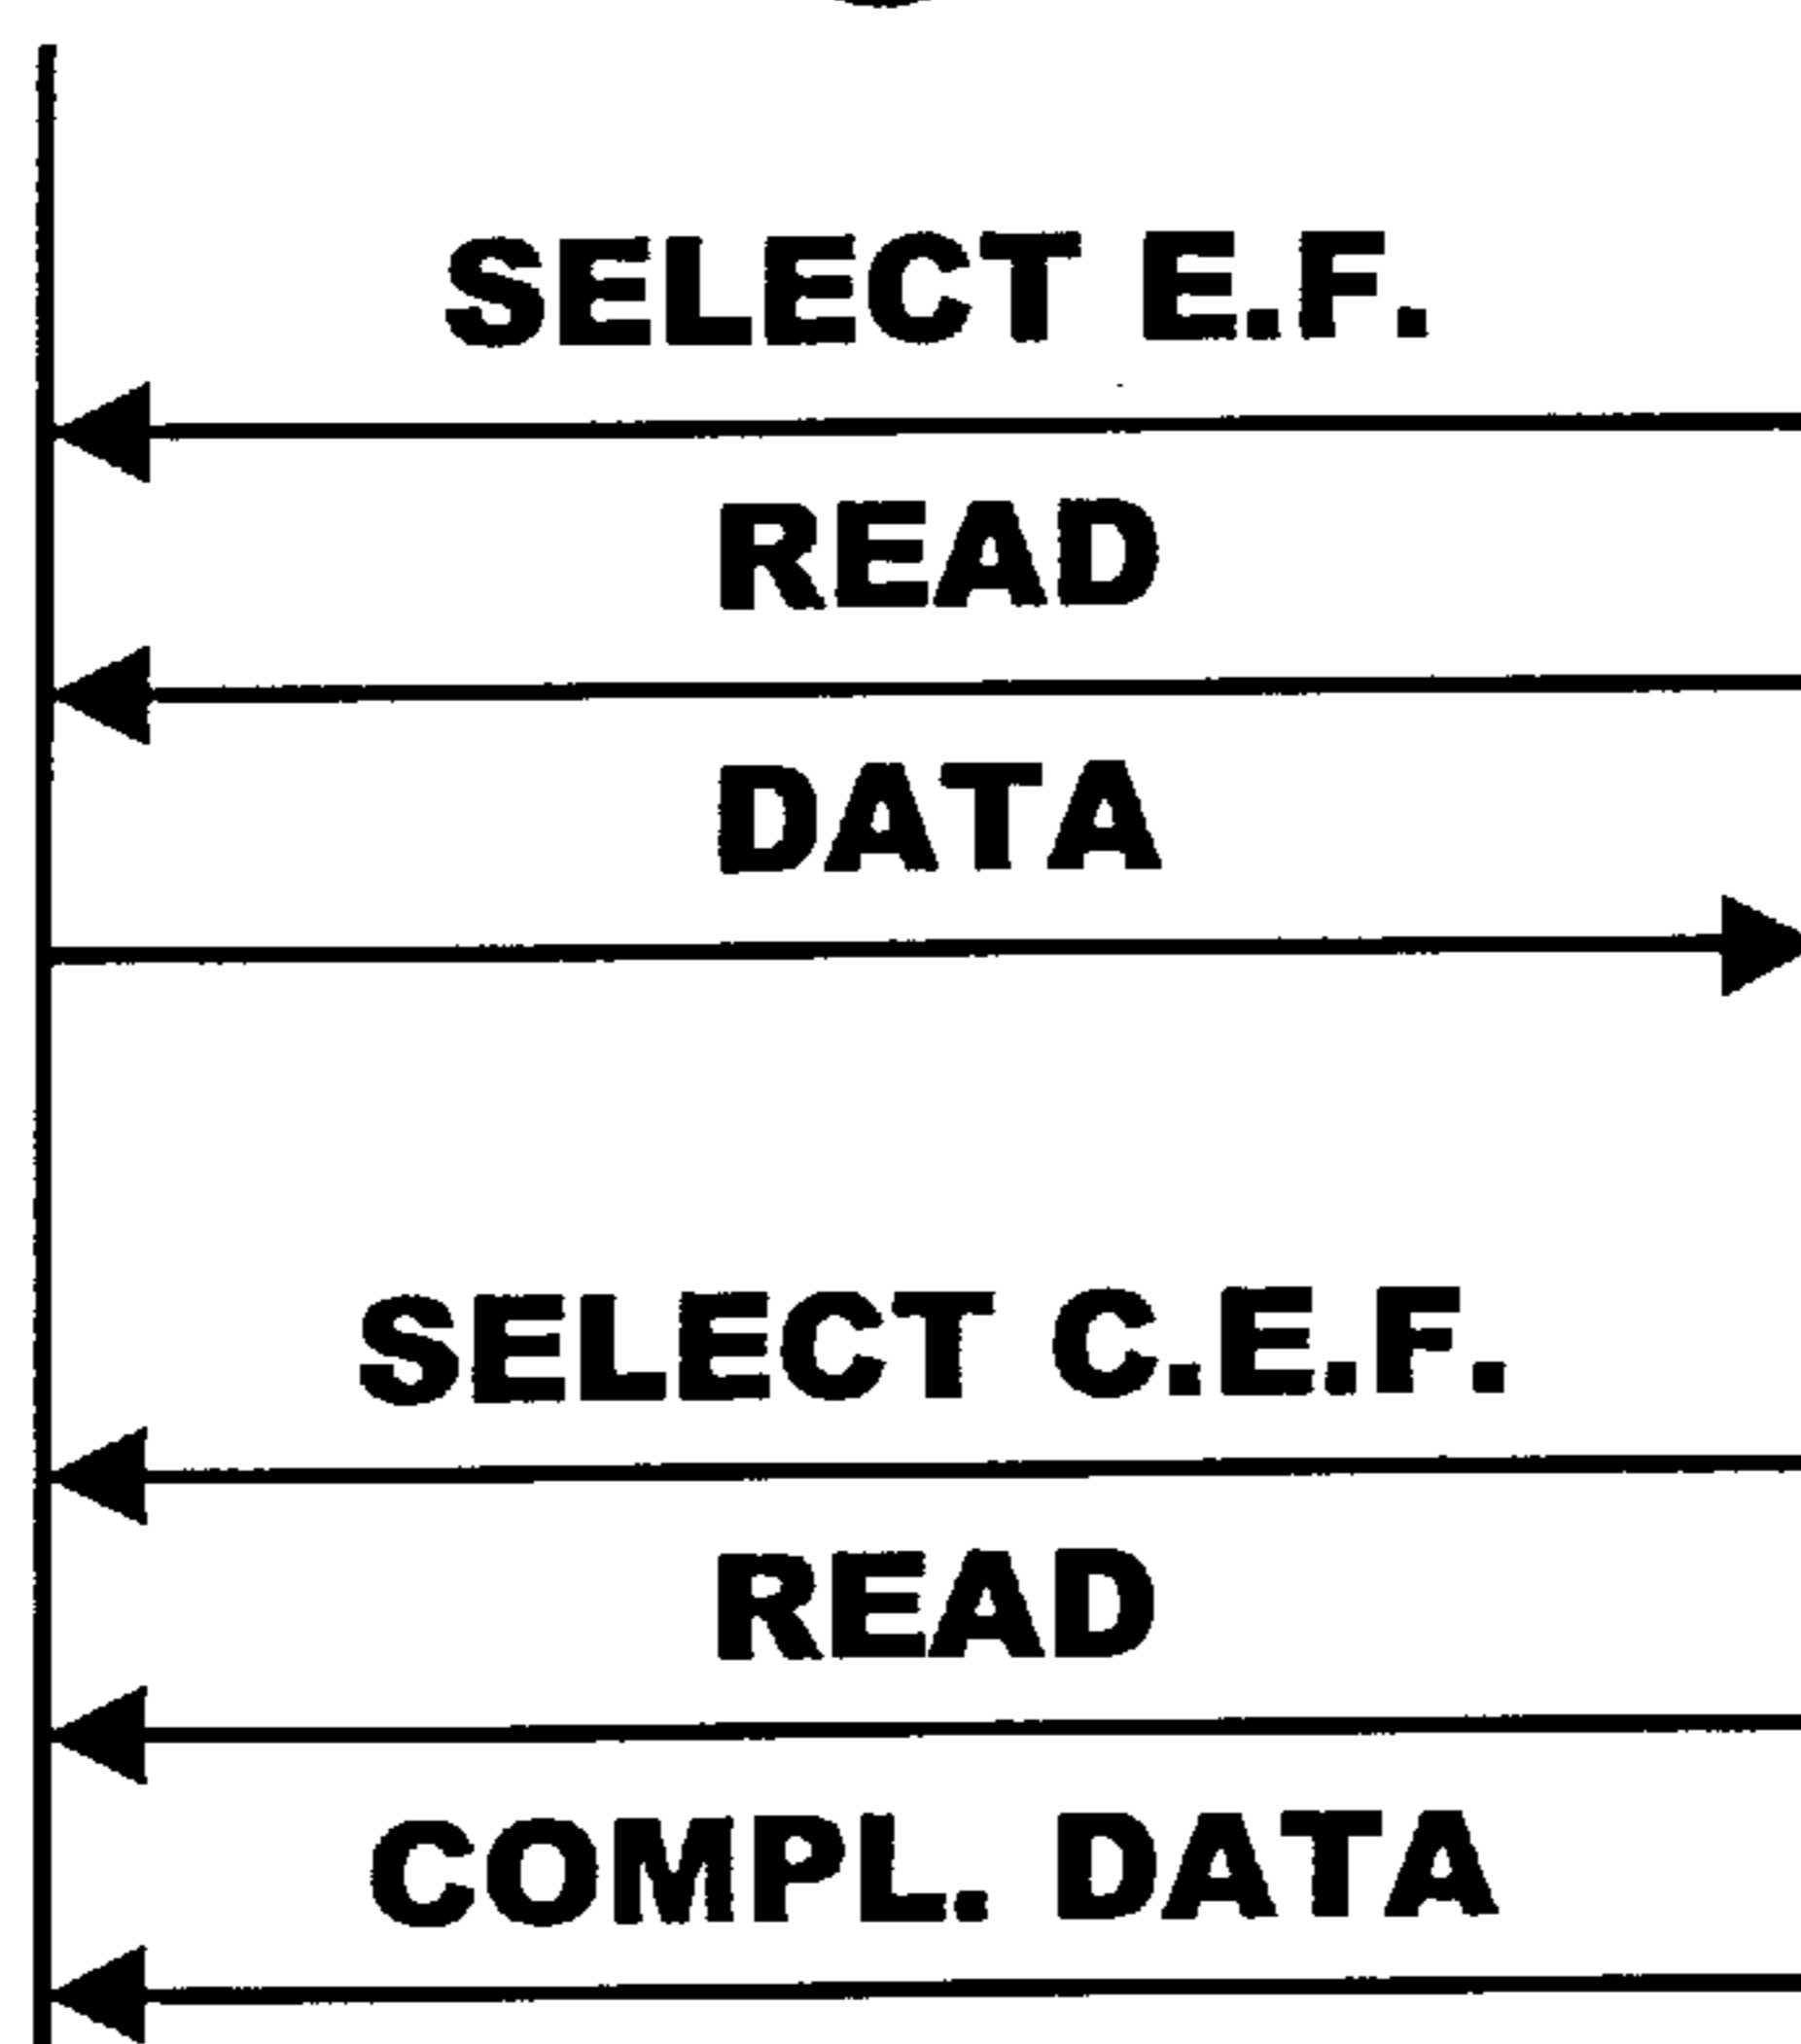 SELECT E.F.
READ
DATA
SELECT C.E.F.
READ
COMPL. DATA